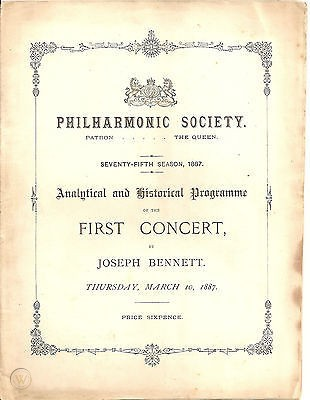 PHILHARMONIC SOCIETY.
PATRON . . . . . THE QUEEN.
SEVENTY-FIFTH SEASON, 1887.
Analytical and Historical Programme
OF THE
FIRST CONCERT,
BY
JOSEPH BENNETT.
THURSDAY, MARCH 10, 1887.
PRICE SIXPENCE.